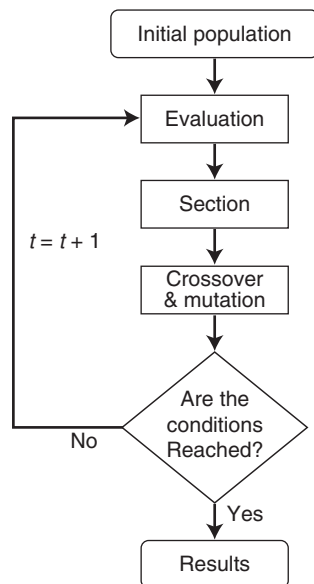 Initial population
Evaluation
Section
t = t + 1
Crossover
& mutation
Are the
conditions
Reached?
No
Yes
Results